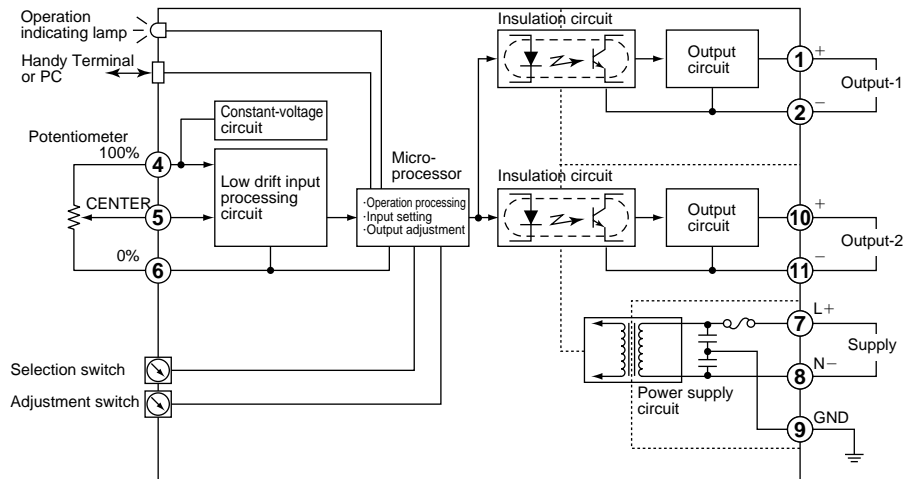 Operation
indicating lamp
Handy Terminal
or PC
Potentiometer
100%
4
CENTER
5
0%
6
Selection switch
Adjustment switch
Constant-voltage
circuit
Low drift input
processing
circuit
Micro-
processor
·Operation processing
·Input setting
·Output adjustment
Insulation circuit
Output
circuit
1
+
2
−
Output-1
Insulation circuit
Output
circuit
10
+
11
−
Output-2
Power supply
circuit
7
L+
8
N−
Supply
9
GND